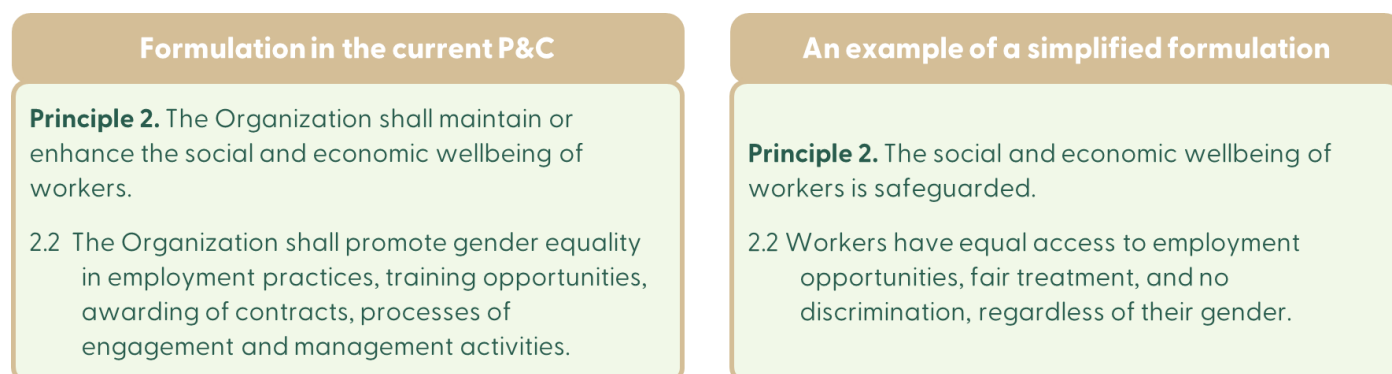 Formulation in the current P&C
Principle 2. The Organization shall maintain or
enhance the social and economic wellbeing of
workers.
2.2 The Organization shall promote gender equality
in employment practices, training opportunities,
awarding of contracts, processes of
engagement and management activities.
An example of a simplified formulation
Principle 2. The social and economic wellbeing of
workers is safeguarded.
2.2 Workers have equal access to employment
opportunities, fair treatment, and no
discrimination, regardless of their gender.